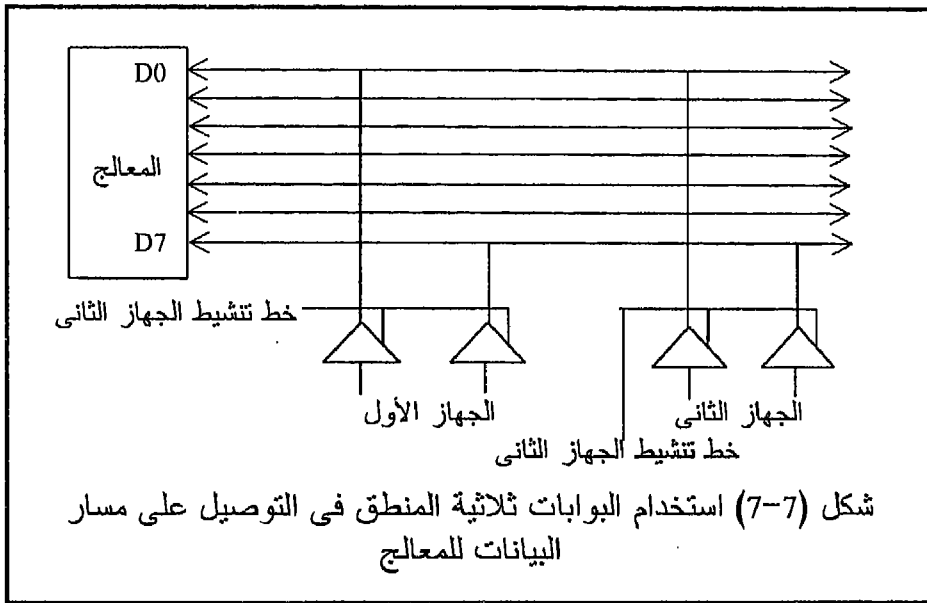 D0
المعالج
D7
خط تنشيط الجهاز الثانى
الجهاز الأول
الجهاز الثانى
خط تنشيط الجهاز الثانى
شكل (7-7) استخدام البوابات ثلاثية المنطق فى التوصيل على مسار
البيانات للمعالج